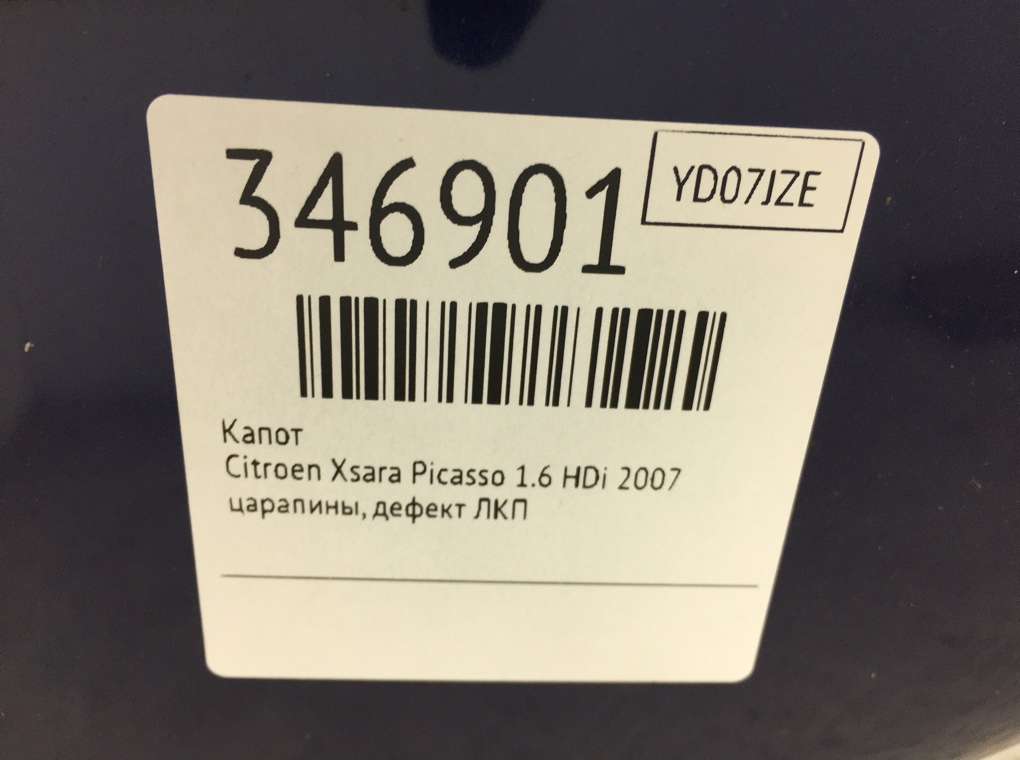 346901
YD07JZE
Капот
Citroen Xsara Picasso 1.6 HDi 2007
царапины, дефект ЛКП